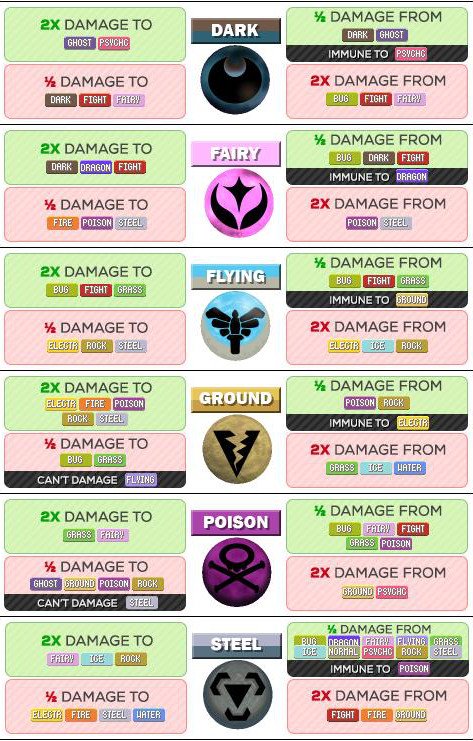 2X DAMAGE TO
GHOST PSYCHC
½ DAMAGE TO
DARK FIGHT FAIRY
DARK
½ DAMAGE FROM
DARK GHOST
IMMUNE TO PSYCHC
2X DAMAGE FROM
BUG FIGHT FAIRY
2X DAMAGE TO
DARK DRAGON FIGHT
½ DAMAGE TO
FIRE POISON STEEL
FAIRY
½ DAMAGE FROM
BUG DARK FIGHT
IMMUNE TO DRAGON
2X DAMAGE FROM
POISON STEEL
2X DAMAGE TO
BUG FIGHT GRASS
½ DAMAGE TO
ELECTR ROCK STEEL
FLYING
½ DAMAGE FROM
BUG FIGHT GRASS
IMMUNE TO GROUND
2X DAMAGE FROM
ELECTR ICE ROCK
2X DAMAGE TO
ELECTR FIRE POISON
ROCK STEEL
½ DAMAGE TO
BUG GRASS
CAN'T DAMAGE FLYING
GROUND
½ DAMAGE FROM
POISON ROCK
IMMUNE TO ELECTR
2X DAMAGE FROM
GRASS ICE WATER
2X DAMAGE TO
GRASS FAIRY
½ DAMAGE TO
GHOST GROUND POISON ROCK
CAN'T DAMAGE STEEL
POISON
½ DAMAGE FROM
BUG FAIRY FIGHT
GRASS POISON
2X DAMAGE FROM
GROUND PSYCHC
2X DAMAGE TO
FAIRY ICE ROCK
½ DAMAGE TO
ELECTR FIRE STEEL WATER
STEEL
½ DAMAGE FROM
BUG DRAGON FAIRY FLYING GRASS
ICE NORMAL PSYCHC ROCK STEEL
IMMUNE TO POISON
2X DAMAGE FROM
FIGHT FIRE GROUND